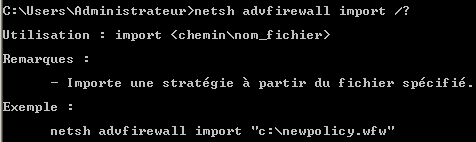 C:\Users\Administrateur>netsh advfirewall import /?
Utilisation : import <chemin\nom_fichier>
Remarques :
- Importe une stratégie à partir du fichier spécifié.
Exemple :
netsh advfirewall import "c:\newpolicy.wfw"